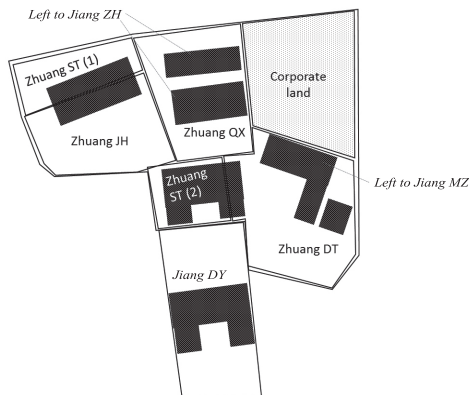 Left to Jiang ZH
Zhuang ST (1)
Corporate
land
Zhuang JH
Zhuang QX
Zhuang
ST (2)
Left to Jiang MZ
Zhuang DT
Jiang DY